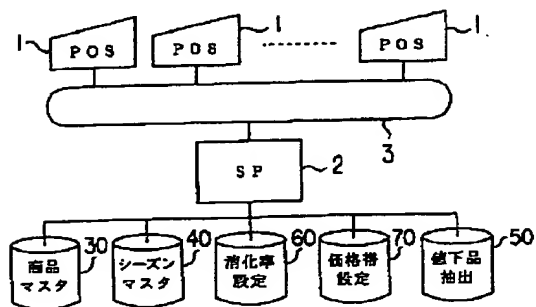 1 POS 1 POS POS 1
3
SP 2
商品マスタ 30
シーズンマスタ 40
消化率設定 60
価格帯設定 70
値下品抽出 50